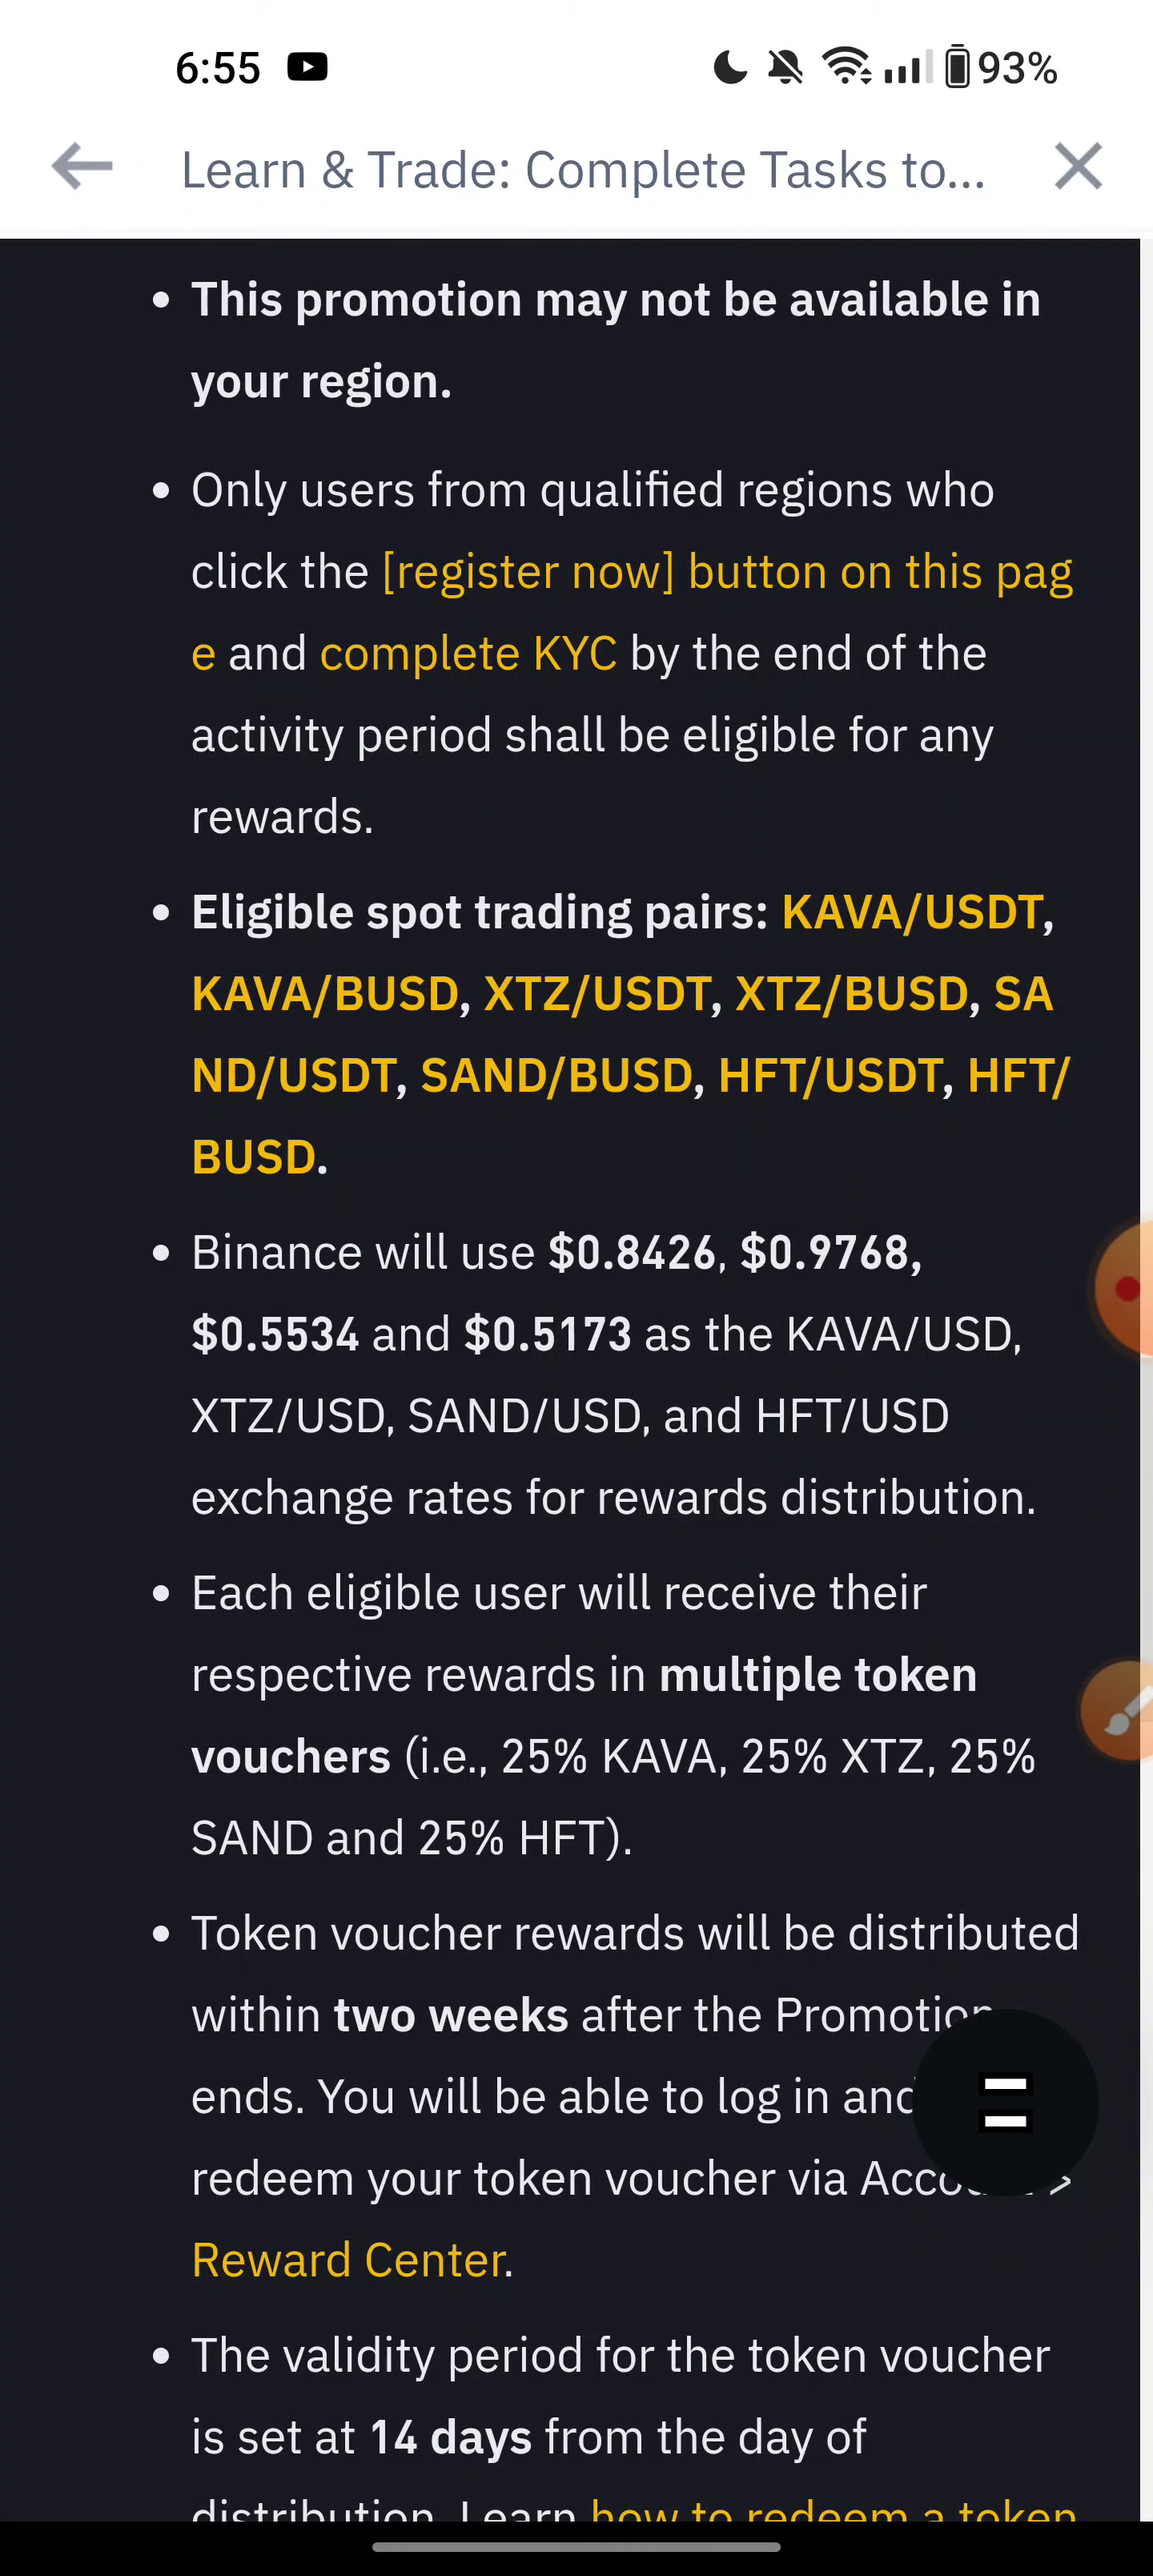 6:55
93%
Learn & Trade: Complete Tasks to...
• This promotion may not be available in
your region.
• Only users from qualified regions who
click the [register now] button on this pag
e and complete KYC by the end of the
activity period shall be eligible for any
rewards.
• Eligible spot trading pairs: KAVA/USDT,
KAVA/BUSD, XTZ/USDT, XTZ/BUSD, SA
ND/USDT, SAND/BUSD, HFT/USDT, HFT/
BUSD.
• Binance will use $0.8426, $0.9768,
$0.5534 and $0.5173 as the KAVA/USD,
XTZ/USD, SAND/USD, and HFT/USD
exchange rates for rewards distribution.
• Each eligible user will receive their
respective rewards in multiple token
vouchers (i.e., 25% KAVA, 25% XTZ, 25%
SAND and 25% HFT).
• Token voucher rewards will be distributed
within two weeks after the Promotion
ends. You will be able to log in and
redeem your token voucher via >
Reward Center.
• The validity period for the token voucher
is set at 14 days from the day of
distribution. Learn how to redeem a token